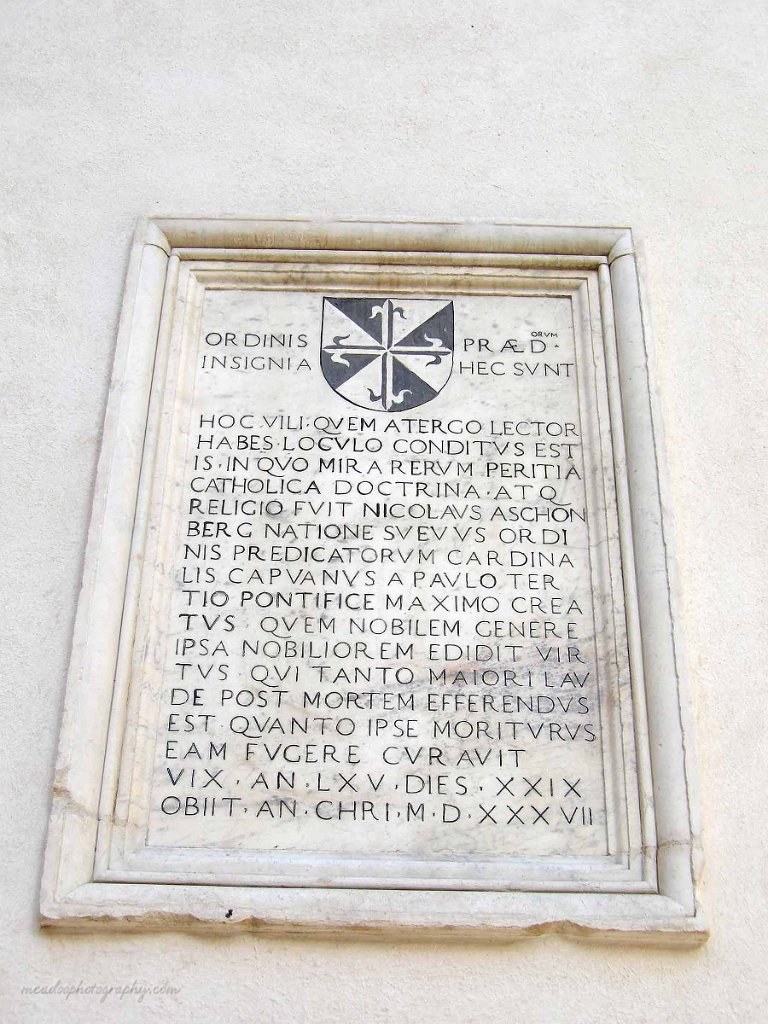 ORDINIS PRÆD·ORVM
INSIGNIA HEC SVNT
HOC VILI·QVEM ATERGO LECTOR
HABES·LOCVLO CONDITVS EST
IS·IN QVO MIRA RERVM PERITIA
CATHOLICA DOCTRINA·ATQ
RELIGIO FVIT NICOLAVS ASCHON
BERG NATIONE SVEVVS ORDI
NIS PREDICATORVM CARDINA
LIS CAPVANVS A PAVLO TER
TIO PONTIFICE MAXIMO CREA
TVS·QVEM NOBILEM GENERE
IPSA NOBILIOREM EDIDIT VIR
TVS·QVI TANTO MAIORI LAV
DE POST MORTEM EFFERENDVS
EST·QVANTO IPSE MORITVRVS
EAM FVGERE CVRAVIT
VIX·AN·LXV·DIES·XXIX
OBIIT·AN·CHRI·M·D·XXXVII
mcadoophotography.com